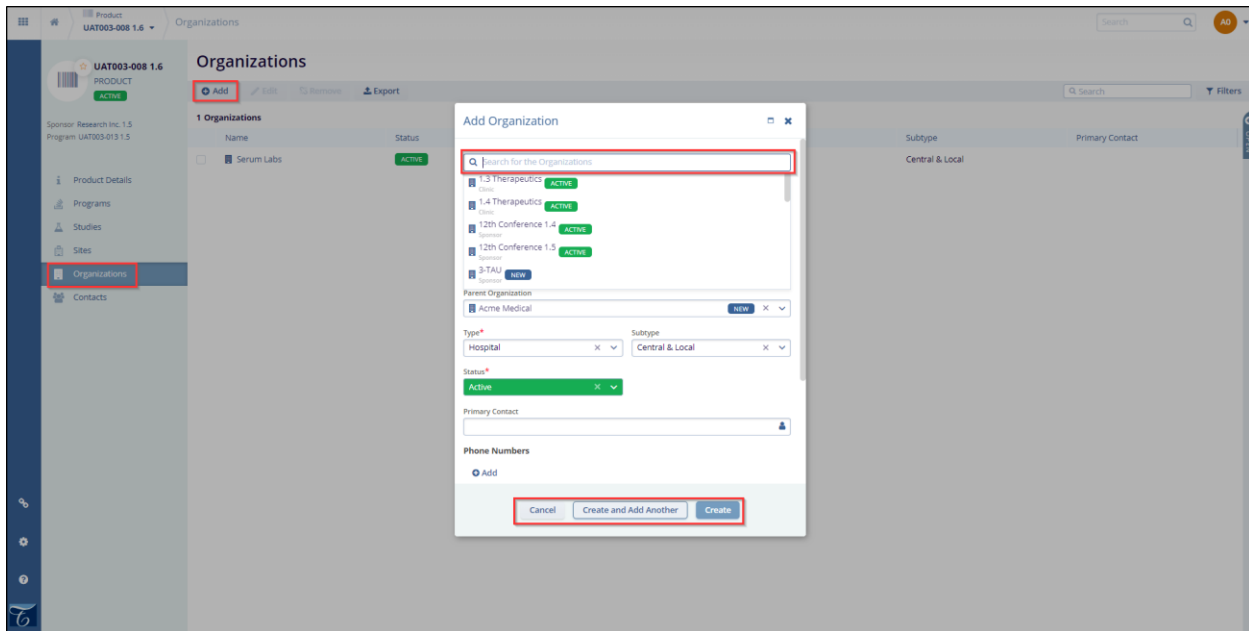 Product
UAT003-008 1.6
Organizations
Search
AO
UAT003-008 1.6
PRODUCT
ACTIVE
Sponsor Research Inc. 1.5
Program UAT003-013 1.5
Product Details
Programs
Studies
Sites
Organizations
Contacts
Organizations
Add Edit Remove Export
Search Filters
1 Organizations
Name Status Subtype Primary Contact
Serum Labs ACTIVE Central & Local
Add Organization
Search for the Organizations
1.3 Therapeutics ACTIVE
Clinic
1.4 Therapeutics ACTIVE
Clinic
12th Conference 1.4 ACTIVE
Sponsor
12th Conference 1.5 ACTIVE
Sponsor
3-TAU NEW
Sponsor
Parent Organization
Acme Medical NEW
Type* Subtype
Hospital Central & Local
Status*
Active
Primary Contact
Phone Numbers
Add
Cancel Create and Add Another Create